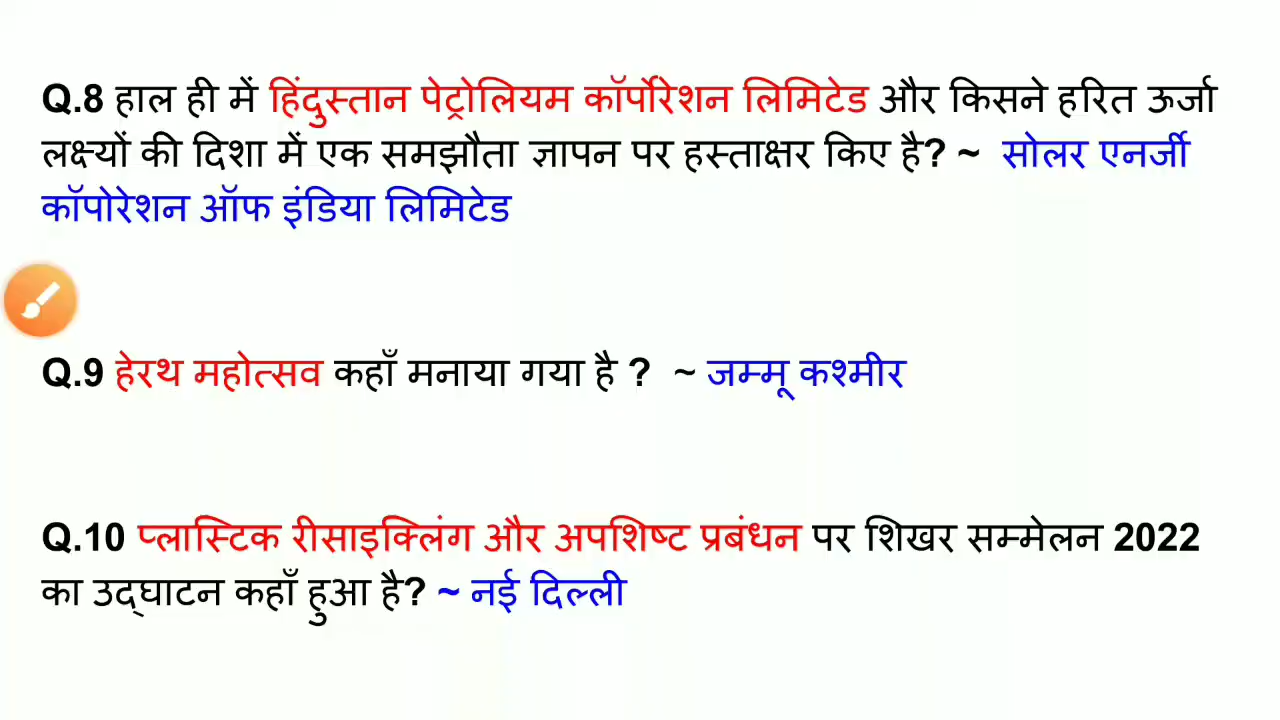 Q.8 हाल ही में हिंदुस्तान पेट्रोलियम कॉर्पोरेशन लिमिटेड और किसने हरित ऊर्जा
लक्ष्यों की दिशा में एक समझौता ज्ञापन पर हस्ताक्षर किए है? ~ सोलर एनर्जी
कॉपोरेशन ऑफ इंडिया लिमिटेड
Q.9 हेरथ महोत्सव कहाँ मनाया गया है ? ~ जम्मू कश्मीर
Q.10 प्लास्टिक रीसाइक्लिंग और अपशिष्ट प्रबंधन पर शिखर सम्मेलन 2022
का उद्घाटन कहाँ हुआ है? ~ नई दिल्ली